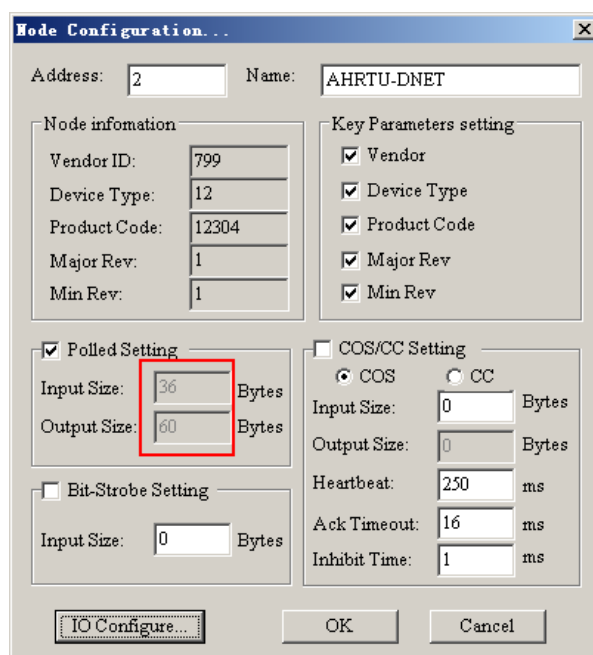 Node Configuration...
Address: 2 Name: AHRTU-DNET
Node infomation
Vendor ID: 799
Device Type: 12
Product Code: 12304
Major Rev: 1
Min Rev: 1
Key Parameters setting
Vendor
Device Type
Product Code
Major Rev
Min Rev
Polled Setting
Input Size: 36 Bytes
Output Size: 60 Bytes
Bit-Strobe Setting
Input Size: 0 Bytes
COS/CC Setting
COS CC
Input Size: 0 Bytes
Output Size: 0 Bytes
Heartbeat: 250 ms
Ack Timeout: 16 ms
Inhibit Time: 1 ms
IO Configure... OK Cancel